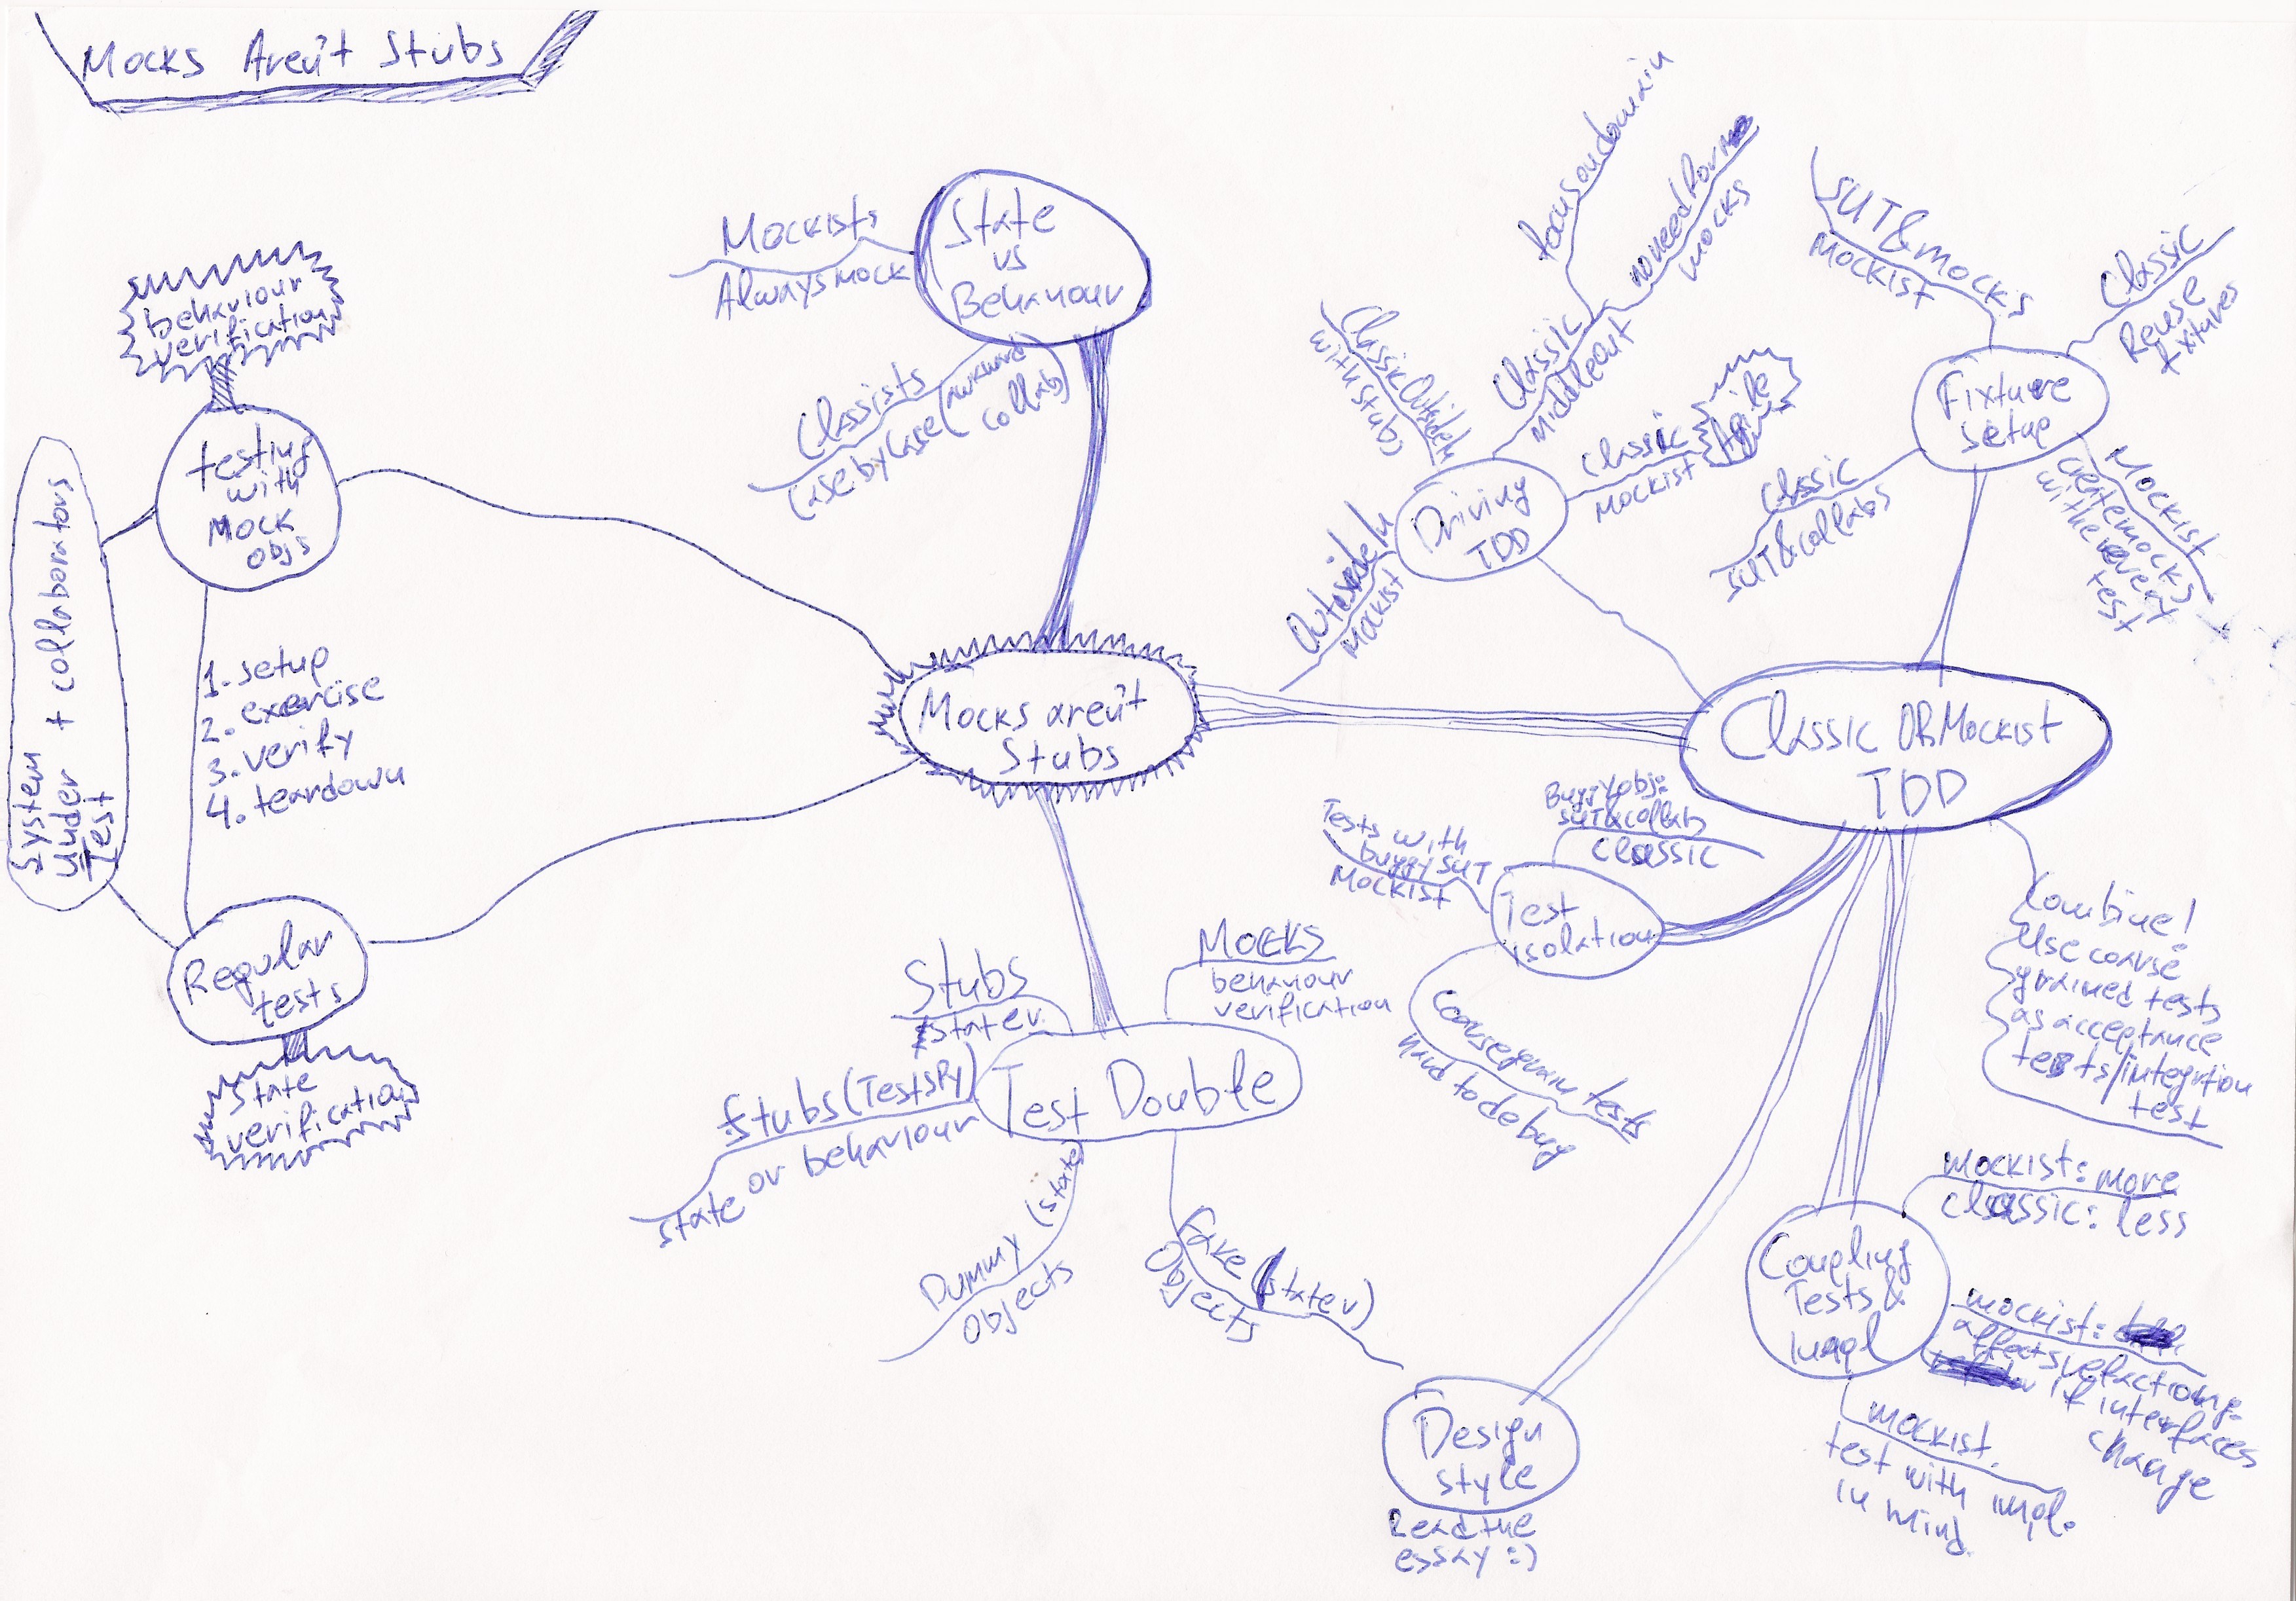 Mocks Aren't Stubs
behaviour
verification
testing
with
Mock
objs
System
Under
Test
+ collaborators
1. setup
2. exercise
3. verify
4. teardown
Regular
tests
State
verification
Mocks aren't
Stubs
State
vs
Behaviour
Mockists
Always mock
Classists
Case by case (awkward
collab)
Test Double
Stubs
state v.
Mocks
behaviour
verification
Stubs (Test SPY)
state or behaviour
Dummy (state)
Objects
Fake (state v)
Objects
Classic OR Mockist
TDD
Driving
TDD
Outside In
Mockist
Classic Outside In
with stubs
Classic
Middle out
focus on domain
no need for
mocks
Classic
Mockist
Agile
Fixture
setup
SUT & mocks
Mockist
Classic
Reuse
fixtures
Classic
SUT & collabs
Mockist
create mocks
with every
test
Test
isolation
Tests with
buggy SUT
Mockist
Buggy obj:
SUT & collab
Classic
Coarse grain tests
hard to debug
Combine!
Use coarse
grained tests
as acceptance
tests/integrtion
test
Coupling
Tests &
impl
mockist: more
classic: less
mockist:
affects refactioring
if interfaces
change
mockist.
test with impl.
in mind.
Design
style
Read the
essay :)